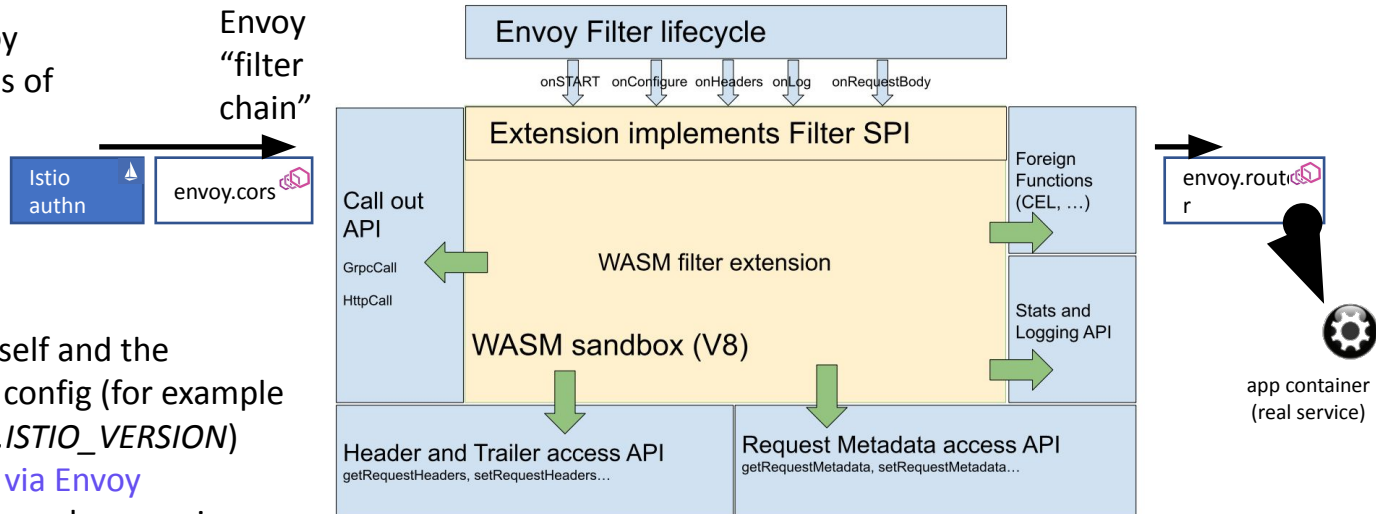 by
s of
Envoy
“filter
chain”
Istio
authn
envoy.cors
self and the
config (for example
.ISTIO_VERSION)
via Envoy
Envoy Filter lifecycle
onSTART onConfigure onHeaders onLog onRequestBody
Extension implements Filter SPI
Call out
API
GrpcCall
HttpCall
WASM filter extension
WASM sandbox (V8)
Foreign
Functions
(CEL, …)
Stats and
Logging API
Header and Trailer access API
getRequestHeaders, setRequestHeaders…
Request Metadata access API
getRequestMetadata, setRequestMetadata…
envoy.route
r
app container
(real service)